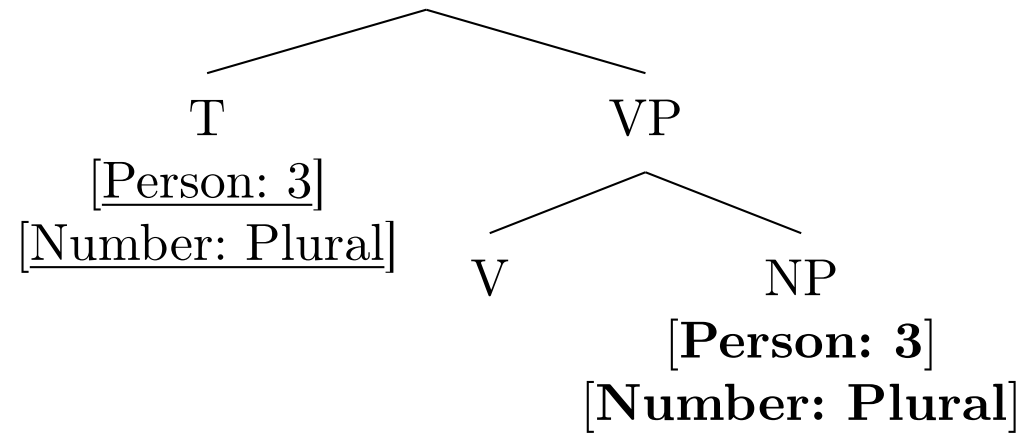 T
VP
[Person: 3]
[Number: Plural]
V
NP
[Person: 3]
[Number: Plural]